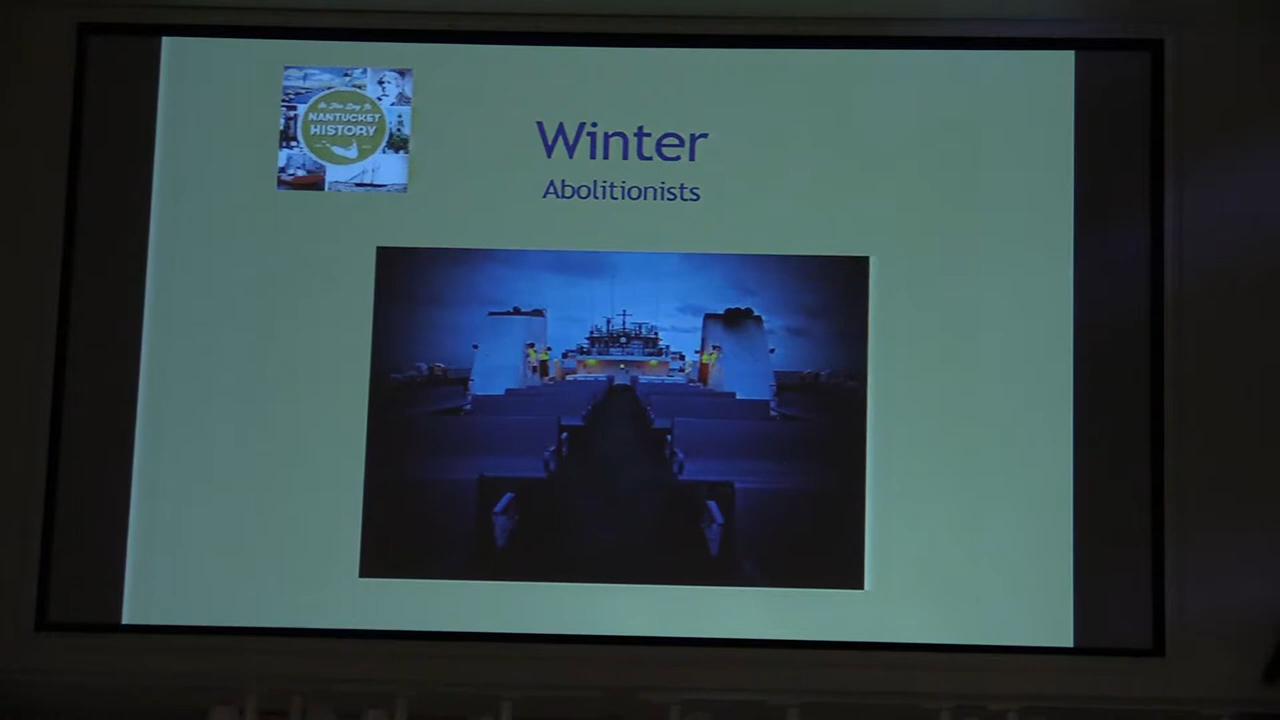 On This Day In
NANTUCKET
HISTORY
Winter
Abolitionists